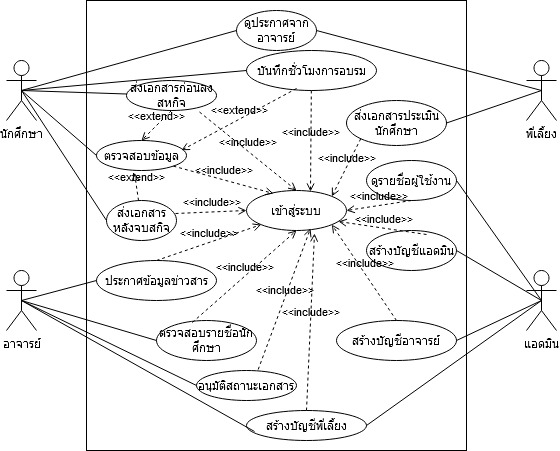 ดูประกาศจาก
อาจารย์
บันทึกชั่วโมงอบรม
ส่งเอกสารก่อนลง
สหกิจ
<<extend>>
<<extend>>
ส่งเอกสารประเมิน
นักศึกษา
นักศึกษา
พี่เลี้ยง
<<include>>
<<include>>
<<include>>
ตรวจสอบข้อมูล
<<include>>
<<extend>>
ดูรายชื่อผู้ใช้งาน
<<include>>
<<include>>
เข้าสู่ระบบ
ส่งเอกสาร
หลังจบสกิจ
<<include>>
สร้างบัญชีแอดมิน
<<include>>
<<include>>
<<include>>
ประกาศข้อมูลข่าวสาร
<<include>>
<<include>>
ตรวจสอบรายชื่อนัก
ศึกษา
สร้างบัญชีอาจารย์
อาจารย์
แอดมิน
อนุมัติสถานะเอกสาร
สร้างบัญชีพี่เลี้ยง